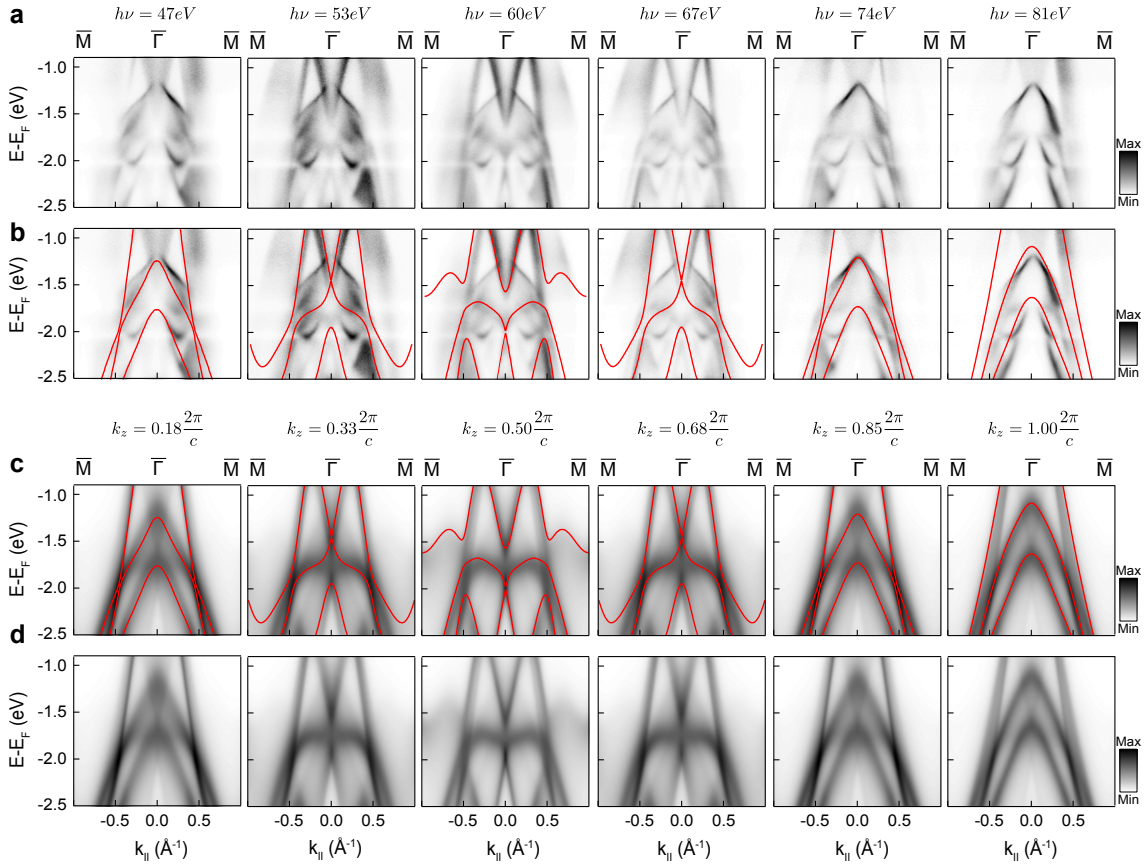 a
hν = 47eV hν = 53eV hν = 60eV hν = 67eV hν = 74eV hν = 81eV
M̅ Γ̅ M̅ M̅ Γ̅ M̅ M̅ Γ̅ M̅ M̅ Γ̅ M̅ M̅ Γ̅ M̅ M̅ Γ̅ M̅
E-E_F (eV)
-1.0
-1.5
-2.0
-2.5
Max
Min
b
E-E_F (eV)
-1.0
-1.5
-2.0
-2.5
Max
Min
k_z = 0.18 2π/c k_z = 0.33 2π/c k_z = 0.50 2π/c k_z = 0.68 2π/c k_z = 0.85 2π/c k_z = 1.00 2π/c
c
M̅ Γ̅ M̅ M̅ Γ̅ M̅ M̅ Γ̅ M̅ M̅ Γ̅ M̅ M̅ Γ̅ M̅ M̅ Γ̅ M̅
E-E_F (eV)
-1.0
-1.5
-2.0
-2.5
Max
Min
d
E-E_F (eV)
-1.0
-1.5
-2.0
-2.5
Max
Min
-0.5 0.0 0.5 -0.5 0.0 0.5 -0.5 0.0 0.5 -0.5 0.0 0.5 -0.5 0.0 0.5 -0.5 0.0 0.5
k_|| (Å⁻¹) k_|| (Å⁻¹) k_|| (Å⁻¹) k_|| (Å⁻¹) k_|| (Å⁻¹) k_|| (Å⁻¹)